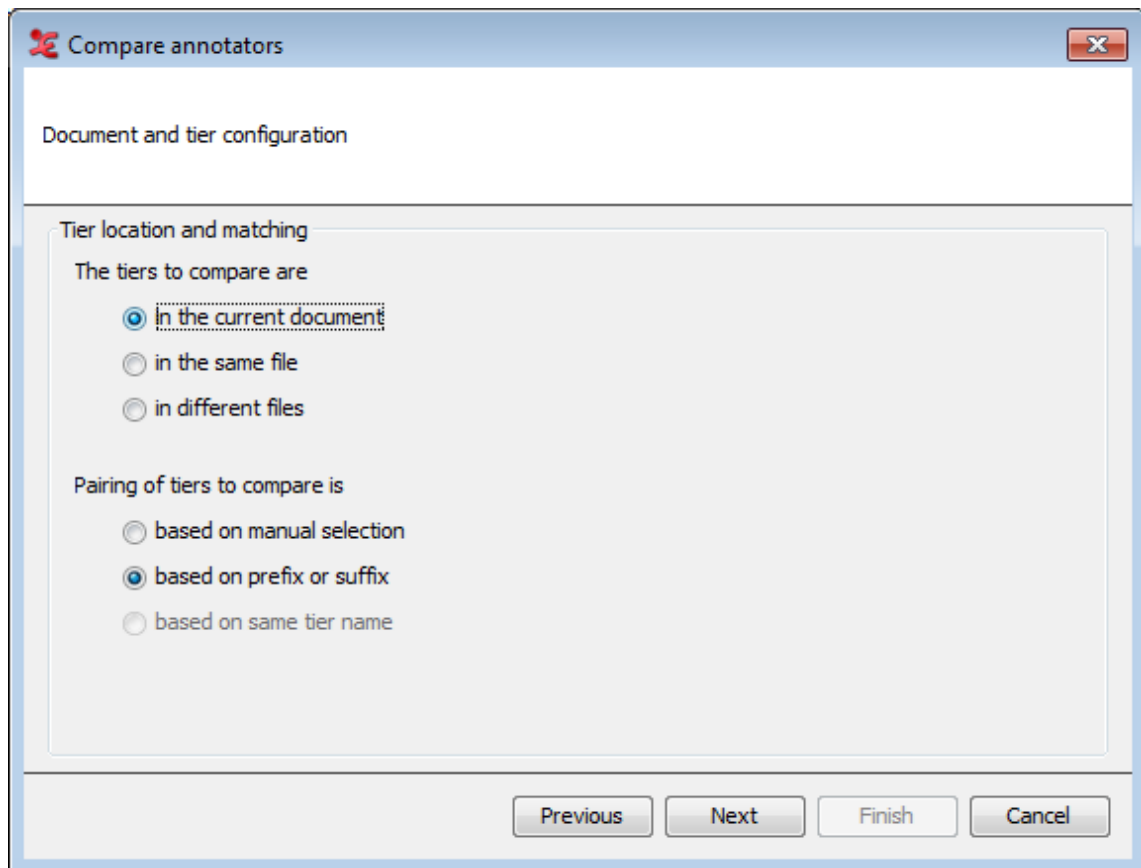 Compare annotators
Document and tier configuration
Tier location and matching
The tiers to compare are
in the current document
in the same file
in different files
Pairing of tiers to compare is
based on manual selection
based on prefix or suffix
based on same tier name
Previous
Next
Finish
Cancel